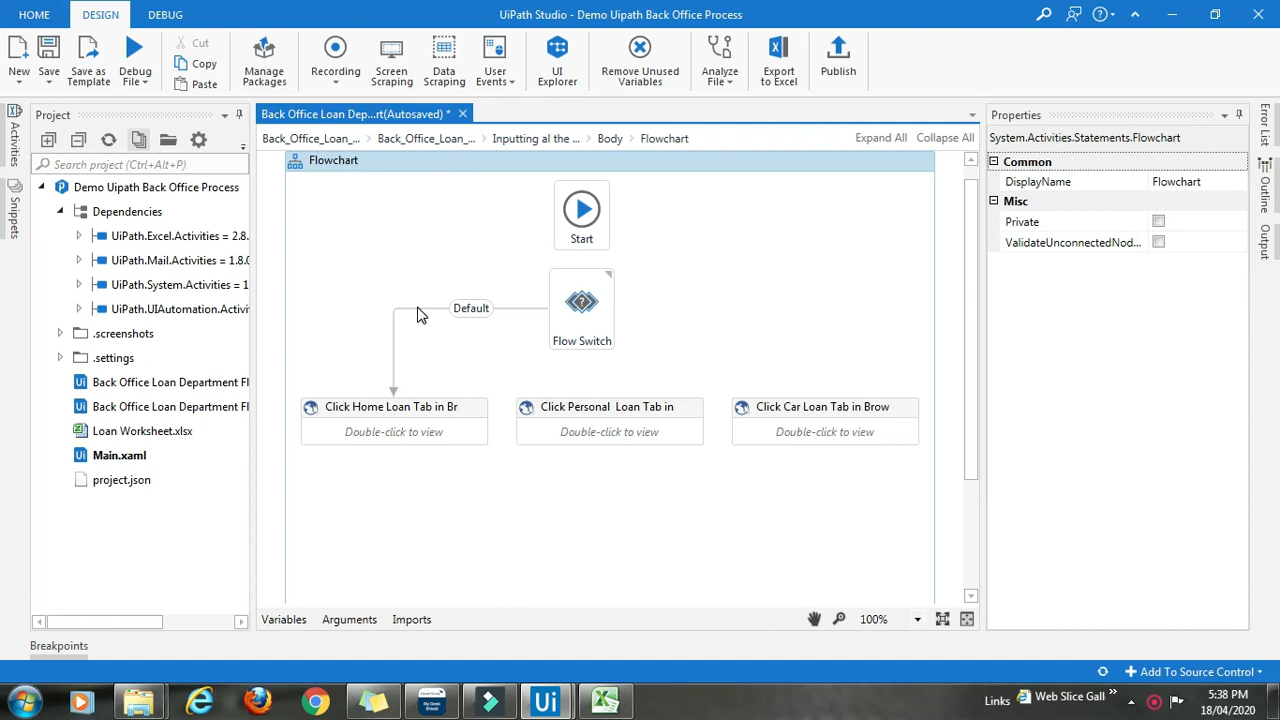 HOME
DESIGN
DEBUG
UiPath Studio - Demo Uipath Back Office Process
New
Save
Save as Template
Debug File
Cut
Copy
Paste
Manage Packages
Recording
Screen Scraping
Data Scraping
User Events
UI Explorer
Remove Unused Variables
Analyze File
Export to Excel
Publish
Activities
Snippets
Project
Search project (Ctrl+Alt+P)
Demo Uipath Back Office Process
Dependencies
UiPath.Excel.Activities = 2.8.
UiPath.Mail.Activities = 1.8.0
UiPath.System.Activities = 1
UiPath.UIAutomation.Activi
.screenshots
.settings
Back Office Loan Department Fl
Back Office Loan Department Fl
Loan Worksheet.xlsx
Main.xaml
project.json
Back Office Loan Dep...rt(Autosaved) *
Back_Office_Loan_...
Back_Office_Loan_...
Inputting al the ...
Body
Flowchart
Expand All
Collapse All
Flowchart
Start
Default
Flow Switch
Click Home Loan Tab in Br
Double-click to view
Click Personal Loan Tab in
Double-click to view
Click Car Loan Tab in Brow
Double-click to view
Variables
Arguments
Imports
100%
Properties
System.Activities.Statements.Flowchart
Common
DisplayName
Flowchart
Misc
Private
ValidateUnconnectedNod...
Error List
Outline
Output
Breakpoints
Add To Source Control
Links
Web Slice Gall
5:38 PM
18/04/2020